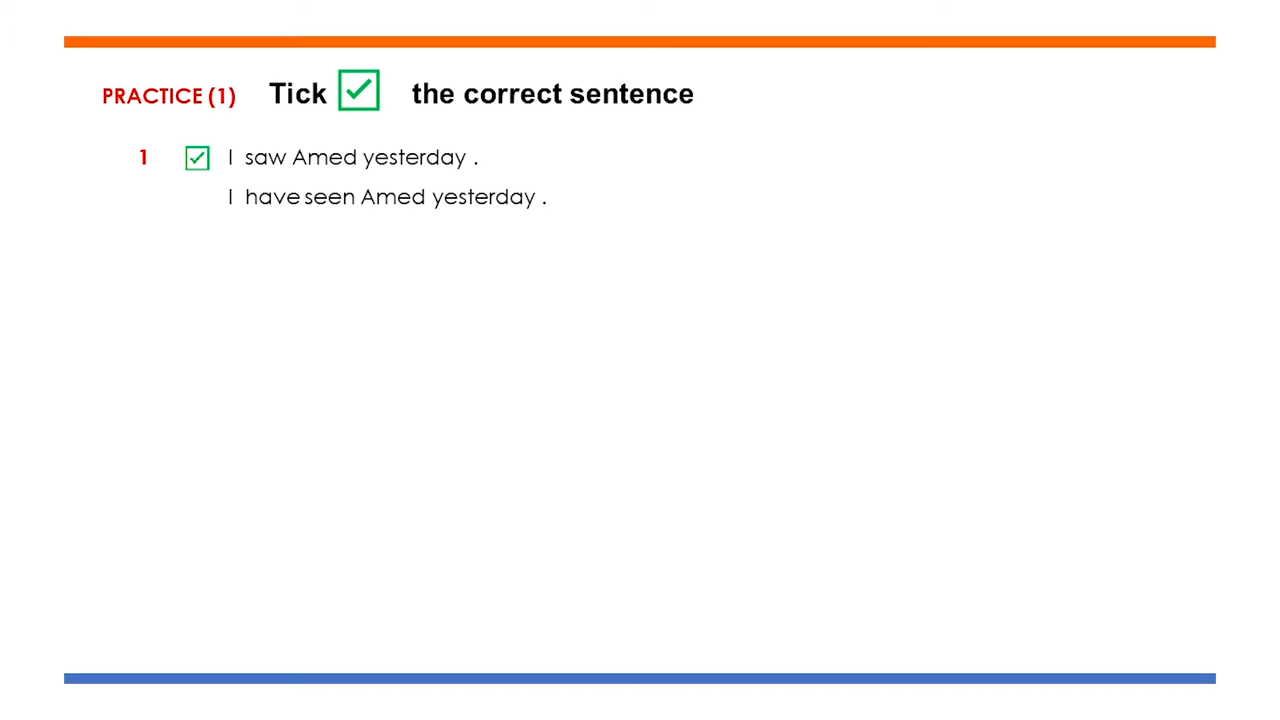 PRACTICE (1) Tick the correct sentence
1 I saw Amed yesterday .
I have seen Amed yesterday .